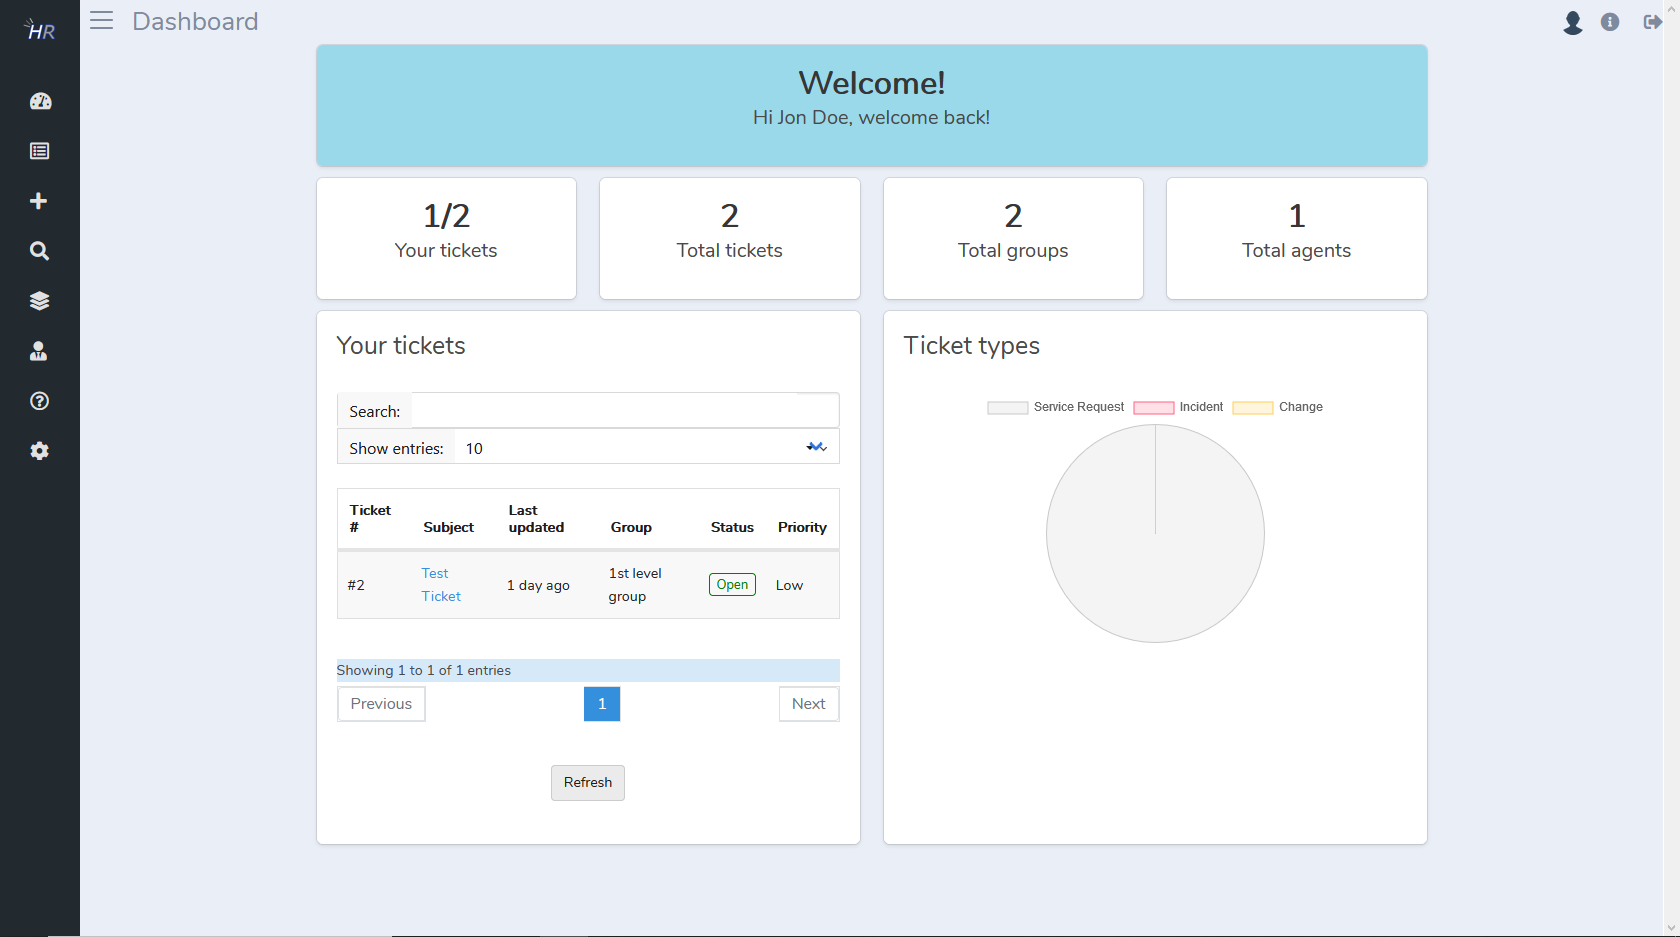 HR
Dashboard
Welcome!
Hi Jon Doe, welcome back!
1/2
Your tickets
2
Total tickets
2
Total groups
1
Total agents
Your tickets
Search:
Show entries: 10
Ticket # Subject Last updated Group Status Priority
#2 Test Ticket 1 day ago 1st level group Open Low
Showing 1 to 1 of 1 entries
Previous 1 Next
Refresh
Ticket types
Service Request Incident Change